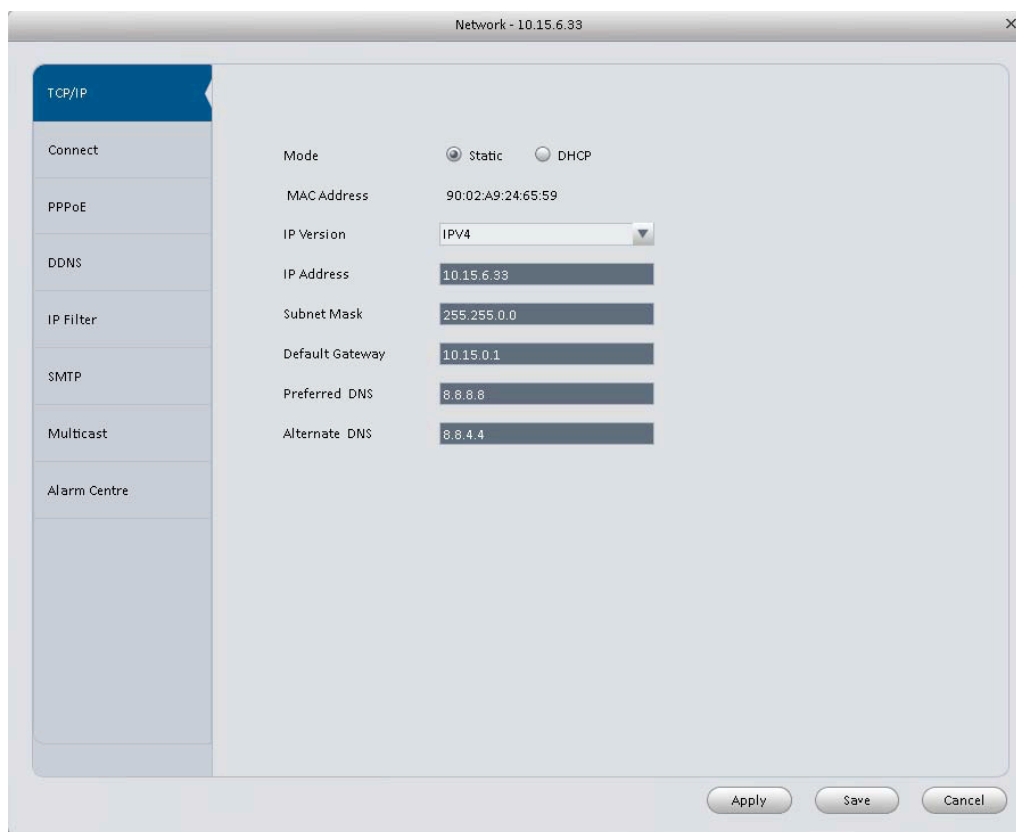 Network - 10.15.6.33
TCP/IP
Connect
PPPoE
DDNS
IP Filter
SMTP
Multicast
Alarm Centre
Mode Static DHCP
MAC Address 90:02:A9:24:65:59
IP Version IPV4
IP Address 10.15.6.33
Subnet Mask 255.255.0.0
Default Gateway 10.15.0.1
Preferred DNS 8.8.8.8
Alternate DNS 8.8.4.4
Apply Save Cancel